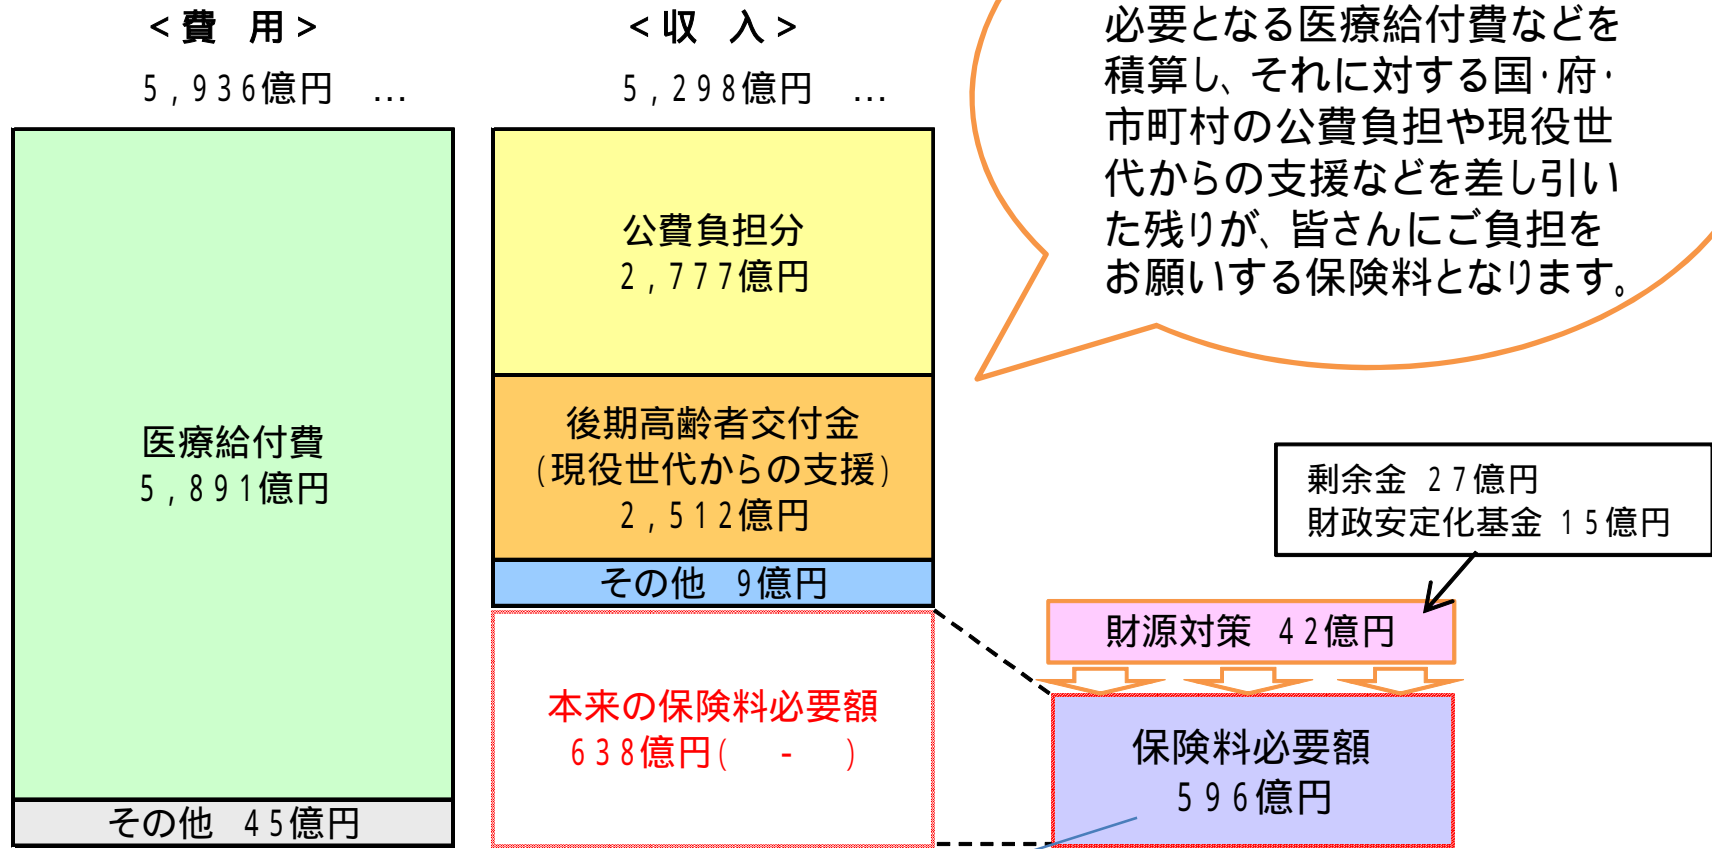 <費 用>
5,936億円 …
医療給付費
5,891億円
その他 45億円
<収 入>
5,298億円 …
公費負担分
2,777億円
後期高齢者交付金
(現役世代からの支援)
2,512億円
その他 9億円
本来の保険料必要額
638億円( - )
必要となる医療給付費などを
積算し、それに対する国・府・
市町村の公費負担や現役世
代からの支援などを差し引い
た残りが、皆さんにご負担を
お願いする保険料となります。
剰余金 27億円
財政安定化基金 15億円
財源対策 42億円
保険料必要額
596億円